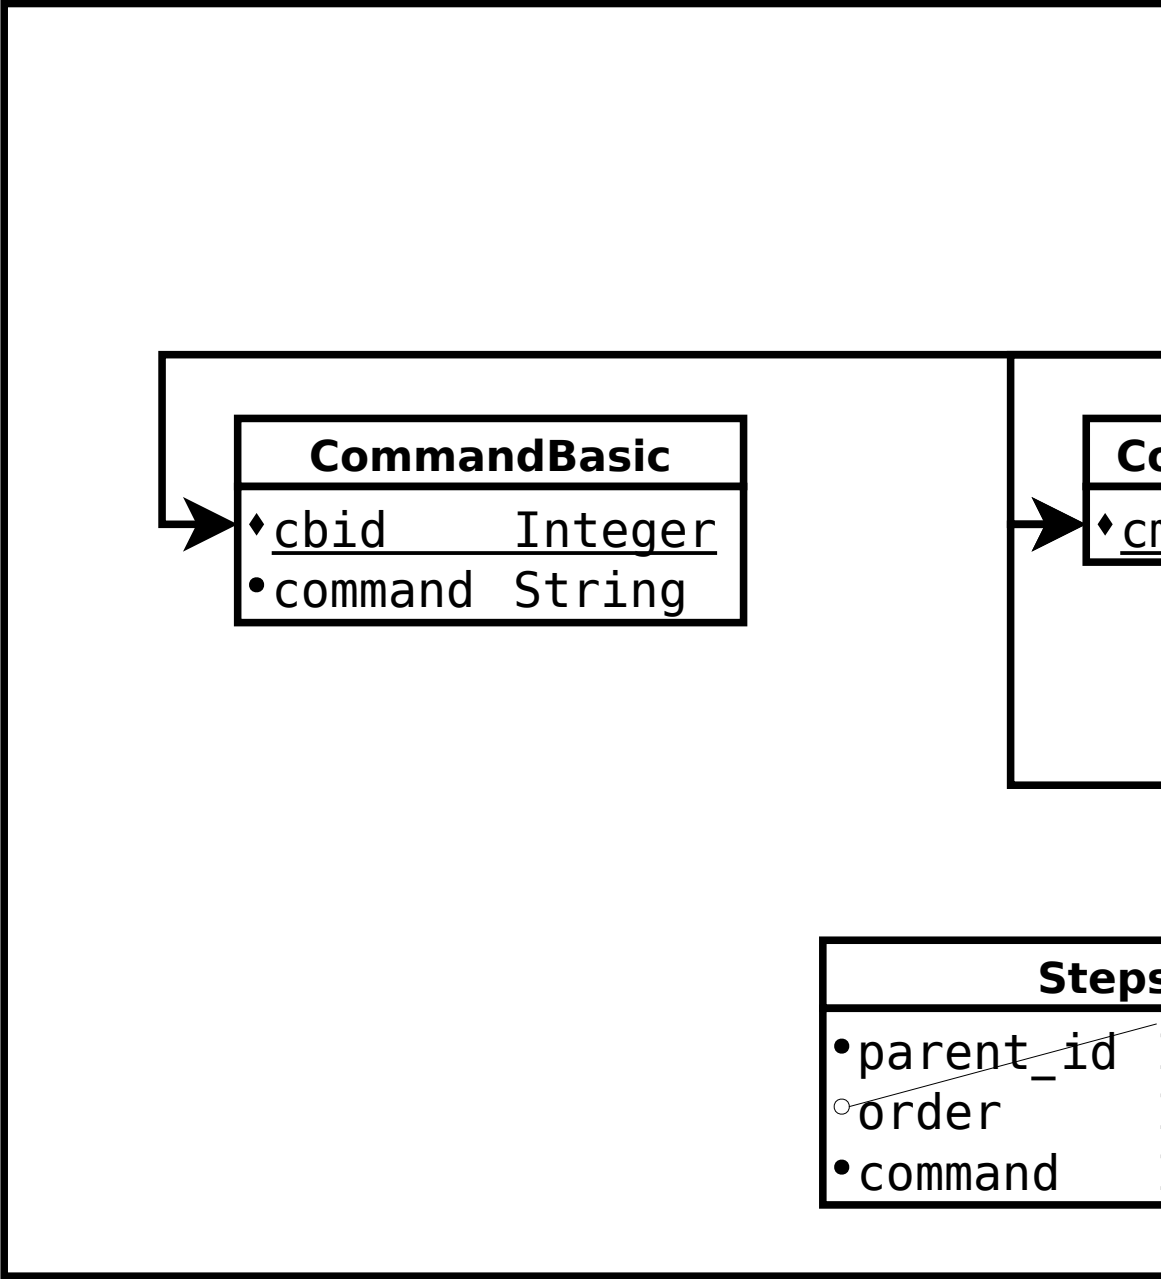 CommandBasic
cbid Integer
command String
Steps
parent_id
order
command